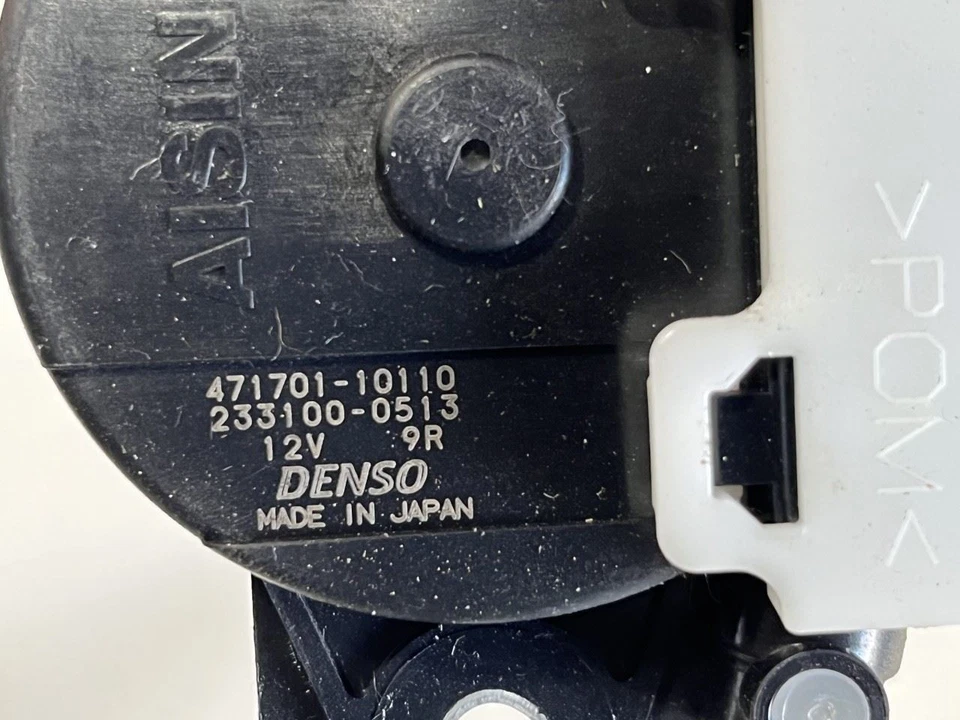 AISIN
471701-10110
233100-0513
12V 9R
DENSO
MADE IN JAPAN
>POM<